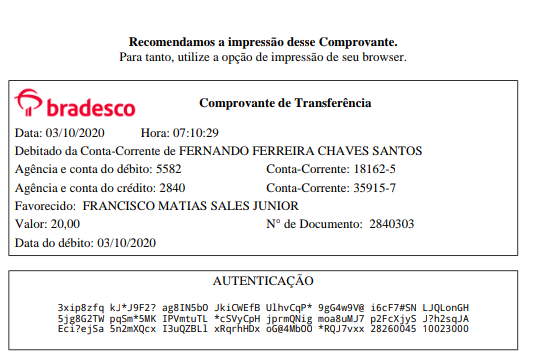 Recomendamos a impressão desse Comprovante.
Para tanto, utilize a opção de impressão de seu browser.
bradesco
Comprovante de Transferência
Data: 03/10/2020 Hora: 07:10:29
Debitado da Conta-Corrente de FERNANDO FERREIRA CHAVES SANTOS
Agência e conta do débito: 5582 Conta-Corrente: 18162-5
Agência e conta do crédito: 2840 Conta-Corrente: 35915-7
Favorecido: FRANCISCO MATIAS SALES JUNIOR
Valor: 20,00 N° de Documento: 2840303
Data do débito: 03/10/2020
AUTENTICAÇÃO
3xip8zfq kJ*J9F2? ag8IN5bO JkiCWEfB UlhvCqP* 9gG4w9V@ i6cF7#SN LJQLonGH
5jg8G2TW pqSm*5MK IPVmtuTL *cSVyCpH jprmQNig moa8uMJ7 p2FcXjyS J?h2sqJA
Eci?ejSa 5n2mXQcx I3uQZBLl xRqrhHDx oG@4MbOO *RQJ7vxx 28260045 10023000